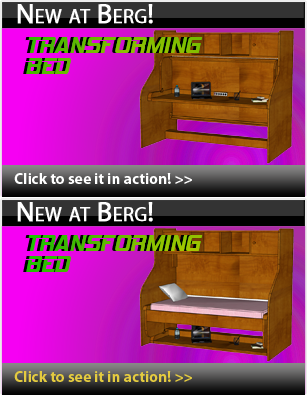 New at Berg!
TRANSFORMING
BED
Click to see it in action! >>
New at Berg!
TRANSFORMING
BED
Click to see it in action! >>